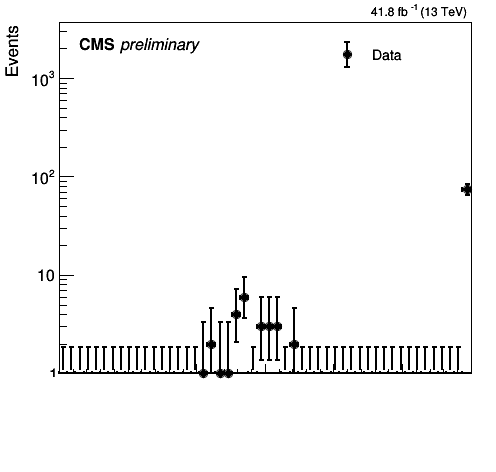 41.8 fb⁻¹ (13 TeV)
CMS preliminary
Data
Events
10³
10²
10
1